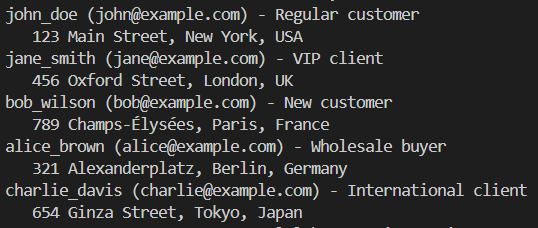 john_doe (john@example.com) - Regular customer
123 Main Street, New York, USA
jane_smith (jane@example.com) - VIP client
456 Oxford Street, London, UK
bob_wilson (bob@example.com) - New customer
789 Champs-Élysées, Paris, France
alice_brown (alice@example.com) - Wholesale buyer
321 Alexanderplatz, Berlin, Germany
charlie_davis (charlie@example.com) - International client
654 Ginza Street, Tokyo, Japan